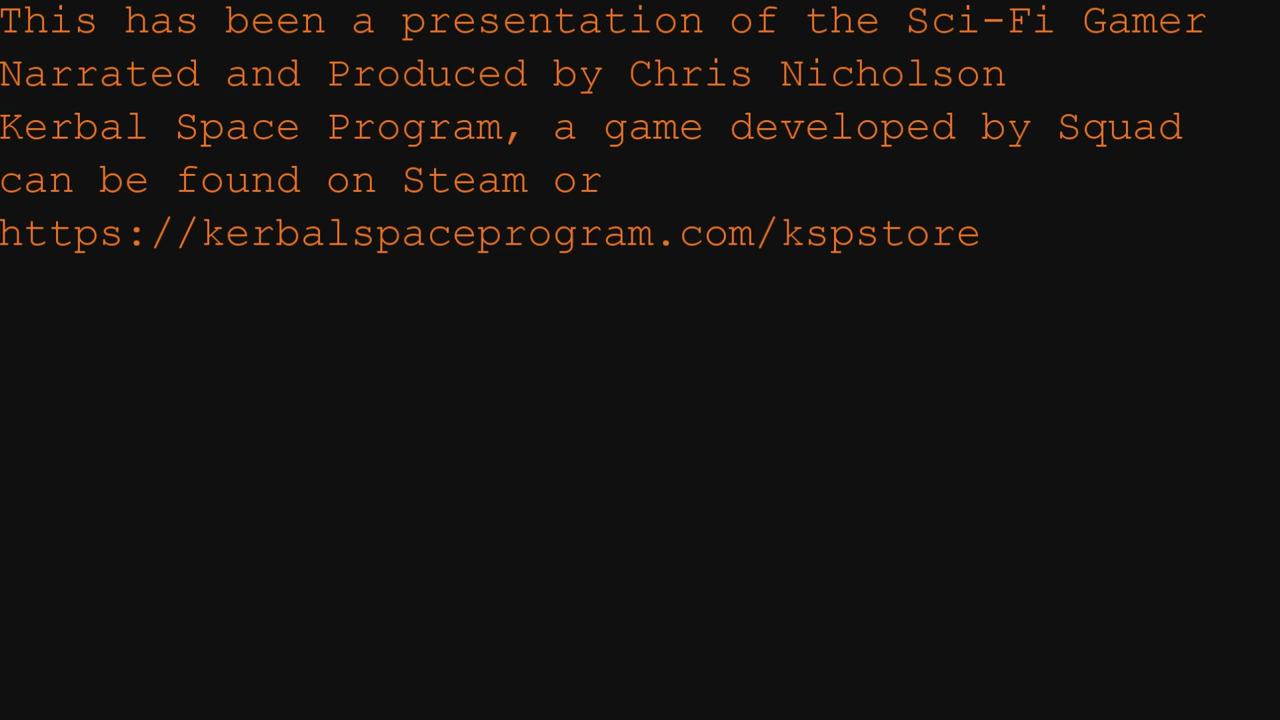 This has been a presentation of the Sci-Fi Gamer
Narrated and Produced by Chris Nicholson
Kerbal Space Program, a game developed by Squad
can be found on Steam or
https://kerbalspaceprogram.com/kspstore